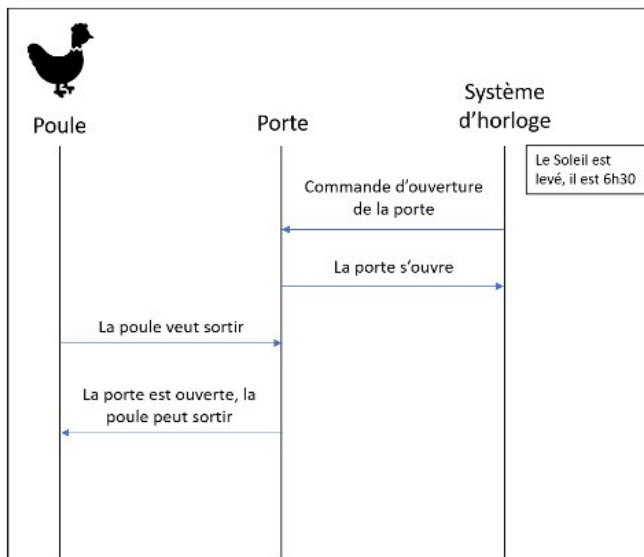 Poule
Porte
Système
d'horloge
Le Soleil est
levé, il est 6h30
Commande d'ouverture
de la porte
La porte s'ouvre
La poule veut sortir
La porte est ouverte, la
poule peut sortir